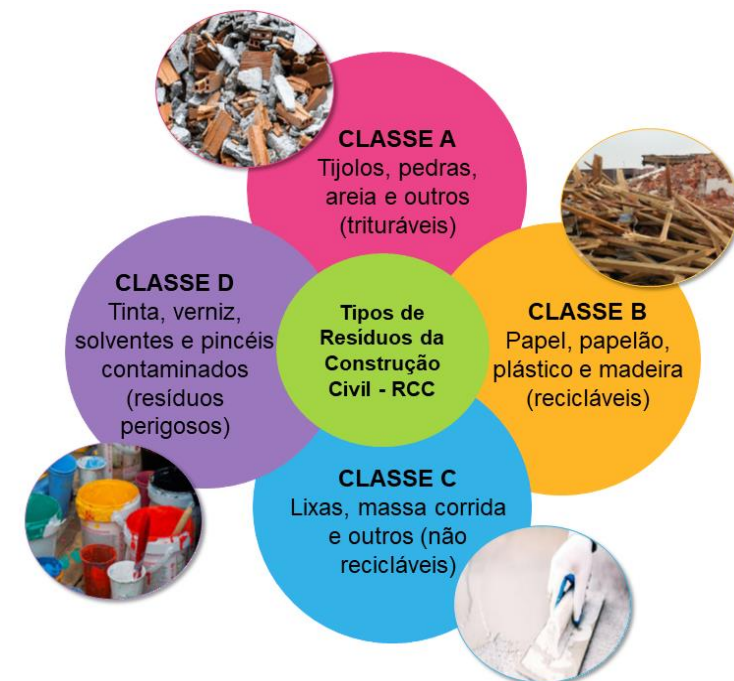 CLASSE A
Tijolos, pedras,
areia e outros
(trituráveis)
CLASSE D
Tinta, verniz,
solventes e pincéis
contaminados
(resíduos
perigosos)
Tipos de
Resíduos da
Construção
Civil - RCC
CLASSE B
Papel, papelão,
plástico e madeira
(recicláveis)
CLASSE C
Lixas, massa corrida
e outros (não
recicláveis)